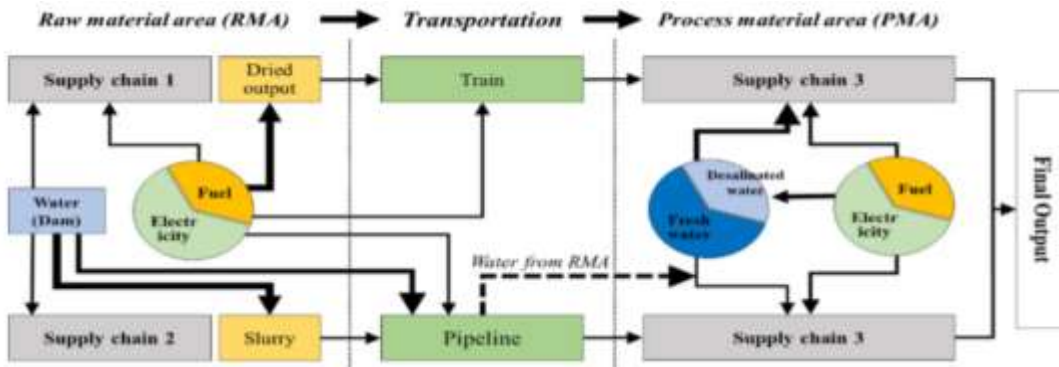 Raw material area (RMA)
Transportation
Process material area (PMA)
Supply chain 1
Dried
output
Train
Supply chain 3
Water
(Dam)
Fuel
Electr
icity
Desalinated
water
Fresh
water
Fuel
Electr
icity
Final Output
Water from RMA
Supply chain 2
Slurry
Pipeline
Supply chain 3